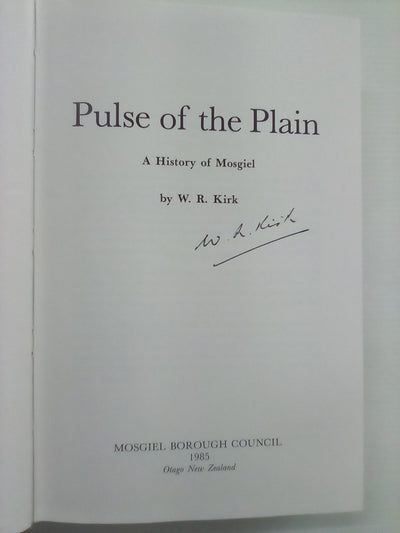 Pulse of the Plain
A History of Mosgiel
by W. R. Kirk
W. R. Kirk
MOSGIEL BOROUGH COUNCIL
1985
Otago New Zealand